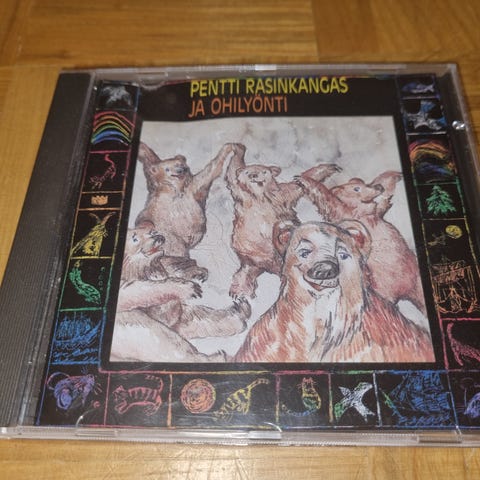 PENTTI RASINKANGAS
JA OHILYÖNTI